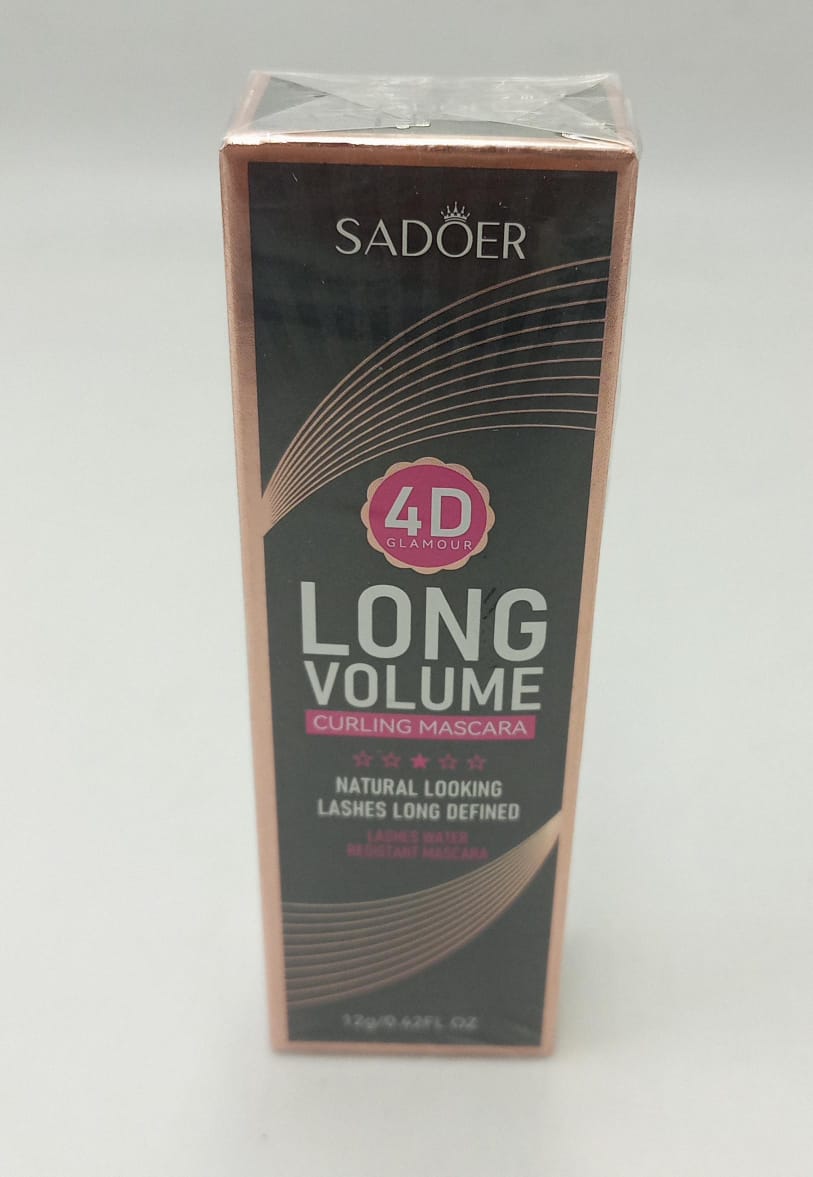 SADOER
4D
GLAMOUR
LONG
VOLUME
CURLING MASCARA
NATURAL LOOKING
LASHES LONG DEFINED
LASHES WATER
RESISTANT MASCARA
12g/0.42FL OZ